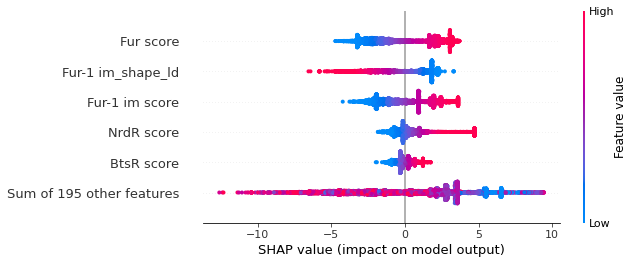 High
Fur score
Fur-1 im_shape_ld
Fur-1 im score
NrdR score
BtsR score
Sum of 195 other features
Feature value
Low
−10 −5 0 5 10
SHAP value (impact on model output)